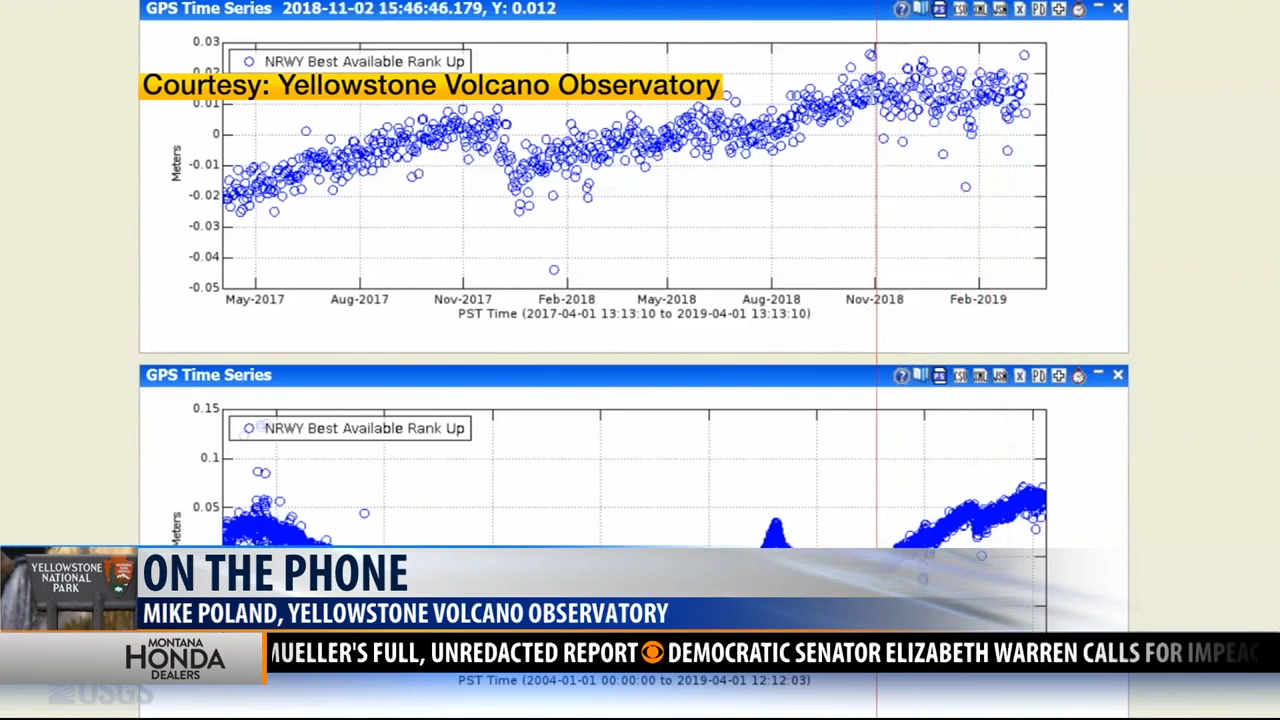 GPS Time Series 2018-11-02 15:46:46.179, Y: 0.012
0.03
NRWY Best Available Rank Up
Courtesy: Yellowstone Volcano Observatory
0.01
0
-0.01
-0.02
-0.03
-0.04
-0.05
Meters
May-2017 Aug-2017 Nov-2017 Feb-2018 May-2018 Aug-2018 Nov-2018 Feb-2019
PST Time (2017-04-01 13:13:10 to 2019-04-01 13:13:10)
GPS Time Series
0.15
NRWY Best Available Rank Up
0.1
0.05
Meters
YELLOWSTONE
NATIONAL
PARK
ON THE PHONE
MIKE POLAND, YELLOWSTONE VOLCANO OBSERVATORY
MONTANA
HONDA
DEALERS
MUELLER'S FULL, UNREDACTED REPORT DEMOCRATIC SENATOR ELIZABETH WARREN CALLS FOR IMPEAC
PST Time (2004-01-01 00:00:00 to 2019-04-01 12:12:03)
USGS